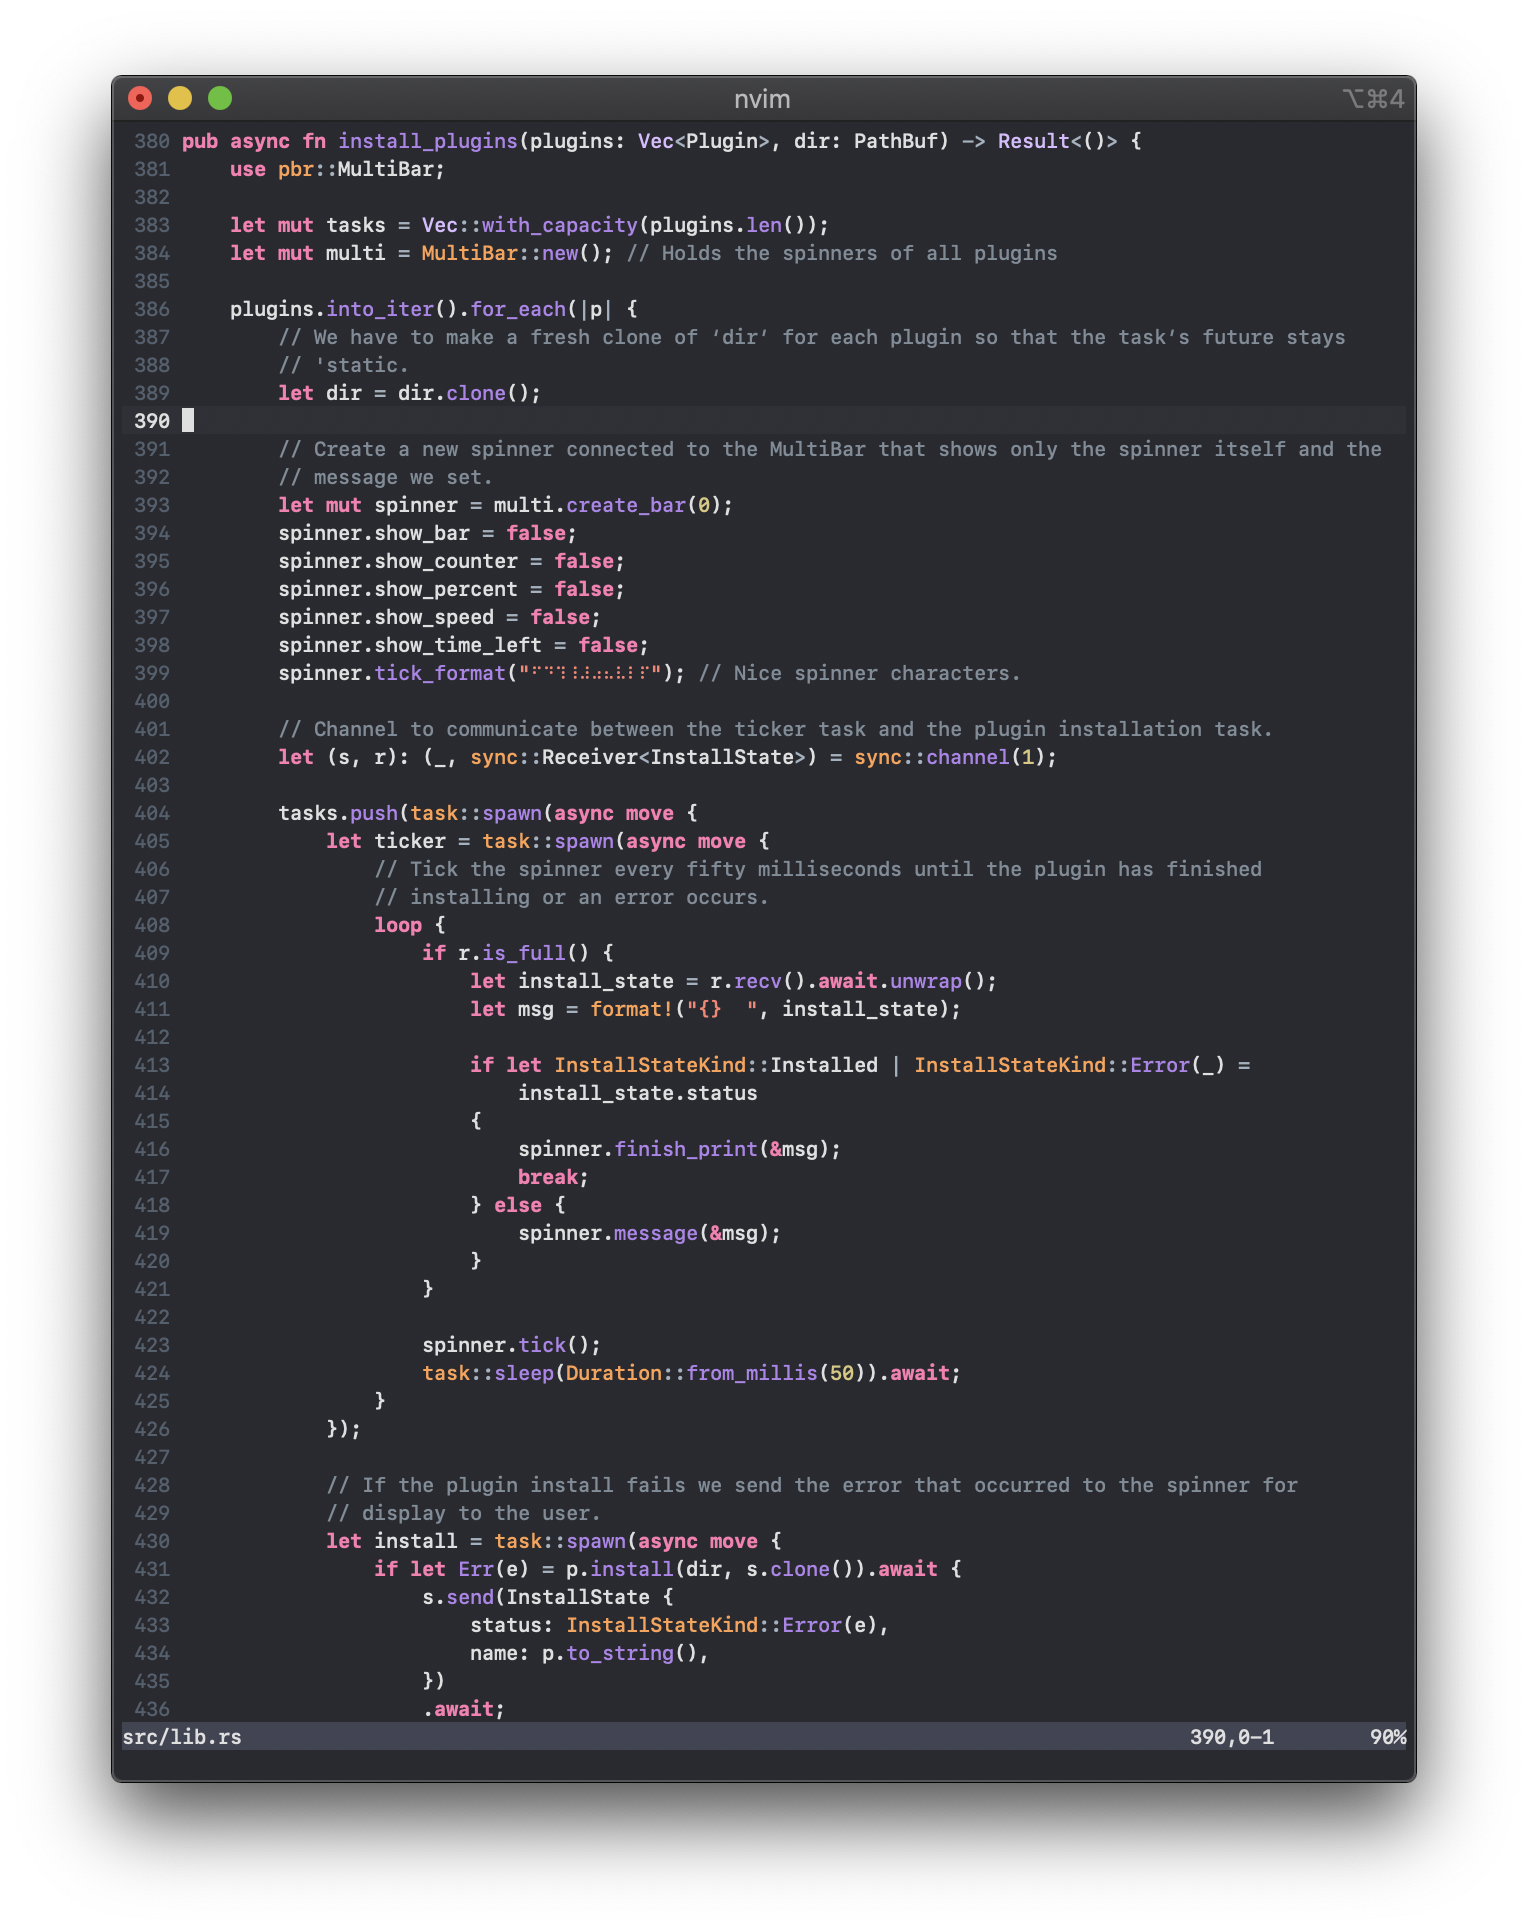 nvim ⌥⌘4
380 pub async fn install_plugins(plugins: Vec<Plugin>, dir: PathBuf) -> Result<()> {
381     use pbr::MultiBar;
382
383     let mut tasks = Vec::with_capacity(plugins.len());
384     let mut multi = MultiBar::new(); // Holds the spinners of all plugins
385
386     plugins.into_iter().for_each(|p| {
387         // We have to make a fresh clone of ‘dir’ for each plugin so that the task’s future stays
388         // 'static.
389         let dir = dir.clone();
390
391         // Create a new spinner connected to the MultiBar that shows only the spinner itself and the
392         // message we set.
393         let mut spinner = multi.create_bar(0);
394         spinner.show_bar = false;
395         spinner.show_counter = false;
396         spinner.show_percent = false;
397         spinner.show_speed = false;
398         spinner.show_time_left = false;
399         spinner.tick_format("⠋⠙⠹⠸⠼⠴⠦⠧⠇⠏"); // Nice spinner characters.
400
401         // Channel to communicate between the ticker task and the plugin installation task.
402         let (s, r): (_, sync::Receiver<InstallState>) = sync::channel(1);
403
404         tasks.push(task::spawn(async move {
405             let ticker = task::spawn(async move {
406                 // Tick the spinner every fifty milliseconds until the plugin has finished
407                 // installing or an error occurs.
408                 loop {
409                     if r.is_full() {
410                         let install_state = r.recv().await.unwrap();
411                         let msg = format!("{}  ", install_state);
412
413                         if let InstallStateKind::Installed | InstallStateKind::Error(_) =
414                             install_state.status
415                         {
416                             spinner.finish_print(&msg);
417                             break;
418                         } else {
419                             spinner.message(&msg);
420                         }
421                     }
422
423                     spinner.tick();
424                     task::sleep(Duration::from_millis(50)).await;
425                 }
426             });
427
428             // If the plugin install fails we send the error that occurred to the spinner for
429             // display to the user.
430             let install = task::spawn(async move {
431                 if let Err(e) = p.install(dir, s.clone()).await {
432                     s.send(InstallState {
433                         status: InstallStateKind::Error(e),
434                         name: p.to_string(),
435                     })
436                     .await;
src/lib.rs 390,0-1 90%